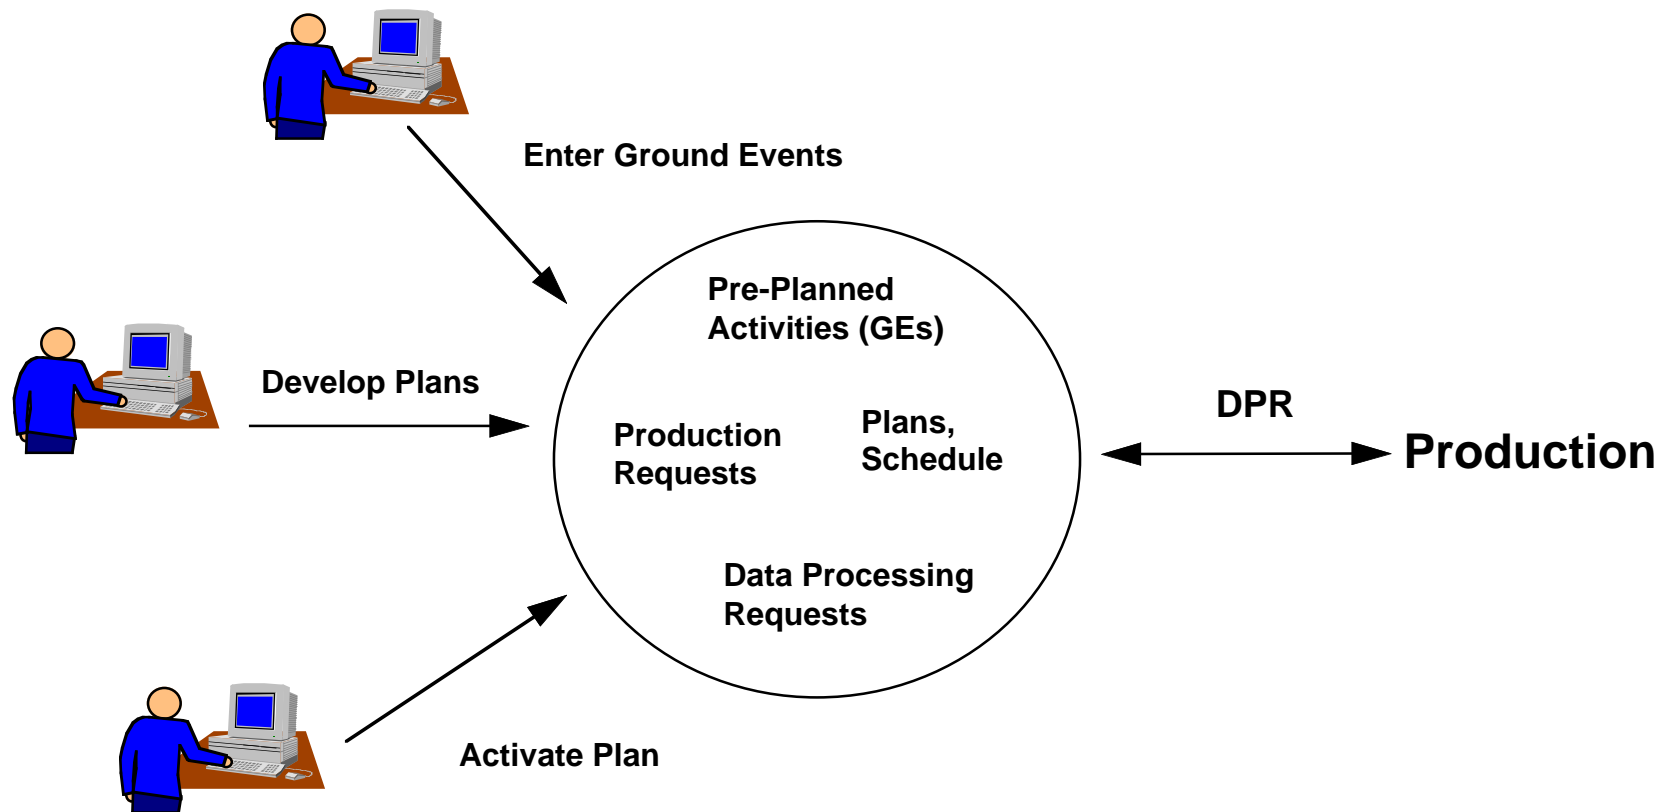 Enter Ground Events
Pre-Planned
Activities (GEs)
Develop Plans
Production
Requests
Plans,
Schedule
DPR
Production
Data Processing
Requests
Activate Plan